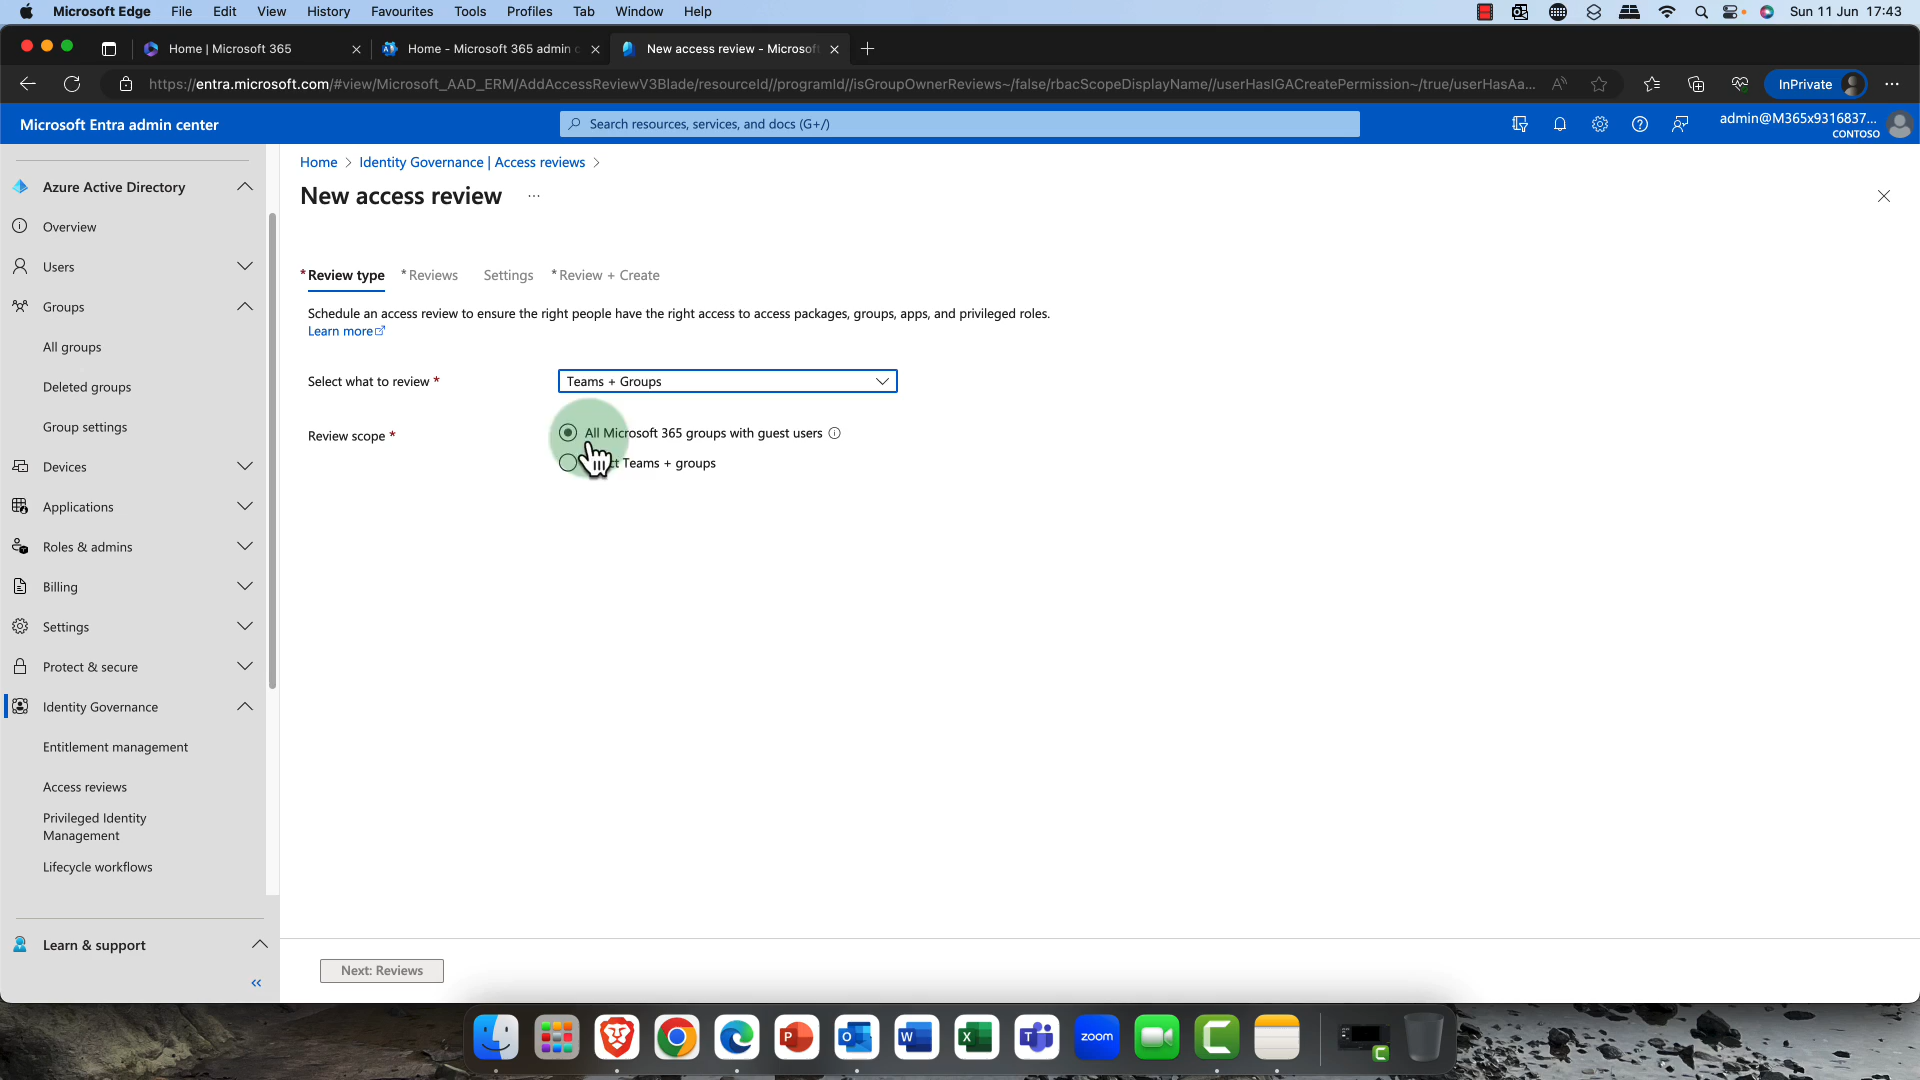 Microsoft Edge File Edit View History Favourites Tools Profiles Tab Window Help Sun 11 Jun 17:43
Home | Microsoft 365 Home - Microsoft 365 admin c New access review - Microsof
https://entra.microsoft.com/#view/Microsoft_AAD_ERM/AddAccessReviewV3Blade/resourceId//programId//isGroupOwnerReviews~/false/rbacScopeDisplayName//userHasIGACreatePermission~/true/userHasAa... InPrivate
Microsoft Entra admin center Search resources, services, and docs (G+/) admin@M365x9316837...
CONTOSO
Azure Active Directory
Overview
Users
Groups
All groups
Deleted groups
Group settings
Devices
Applications
Roles & admins
Billing
Settings
Protect & secure
Identity Governance
Entitlement management
Access reviews
Privileged Identity
Management
Lifecycle workflows
Learn & support
Home > Identity Governance | Access reviews >
New access review ...
*Review type *Reviews Settings *Review + Create
Schedule an access review to ensure the right people have the right access to access packages, groups, apps, and privileged roles.
Learn more
Select what to review * Teams + Groups
Review scope * All Microsoft 365 groups with guest users
Teams + groups
Next: Reviews
zoom